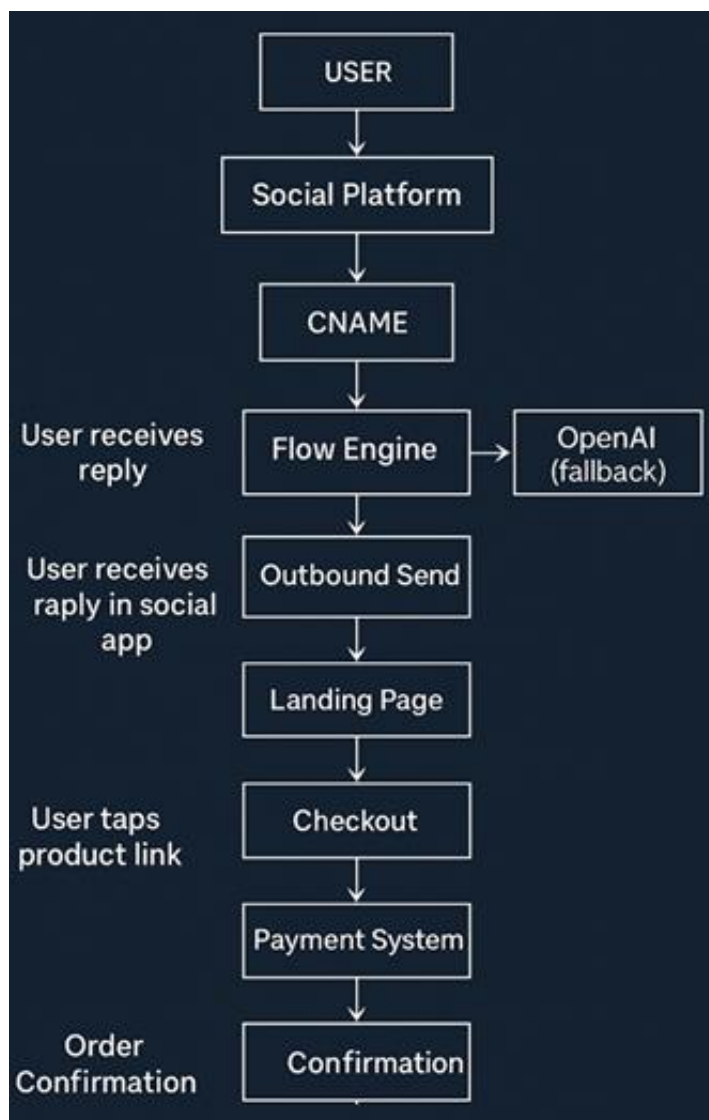 USER
Social Platform
CNAME
User receives
reply
Flow Engine
OpenAI
(fallback)
User receives
raply in social
app
Outbound Send
Landing Page
User taps
product link
Checkout
Payment System
Order
Confirmation
Confirmation